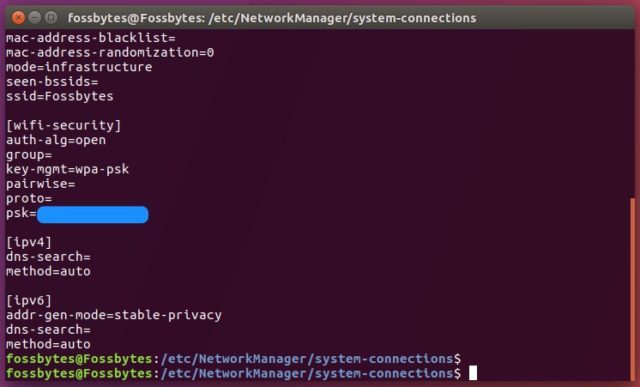 fossbytes@Fossbytes: /etc/NetworkManager/system-connections
mac-address-blacklist=
mac-address-randomization=0
mode=infrastructure
seen-bssids=
ssid=Fossbytes
[wifi-security]
auth-alg=open
group=
key-mgmt=wpa-psk
pairwise=
proto=
psk=
[ipv4]
dns-search=
method=auto
[ipv6]
addr-gen-mode=stable-privacy
dns-search=
method=auto
fossbytes@Fossbytes:/etc/NetworkManager/system-connections$
fossbytes@Fossbytes:/etc/NetworkManager/system-connections$